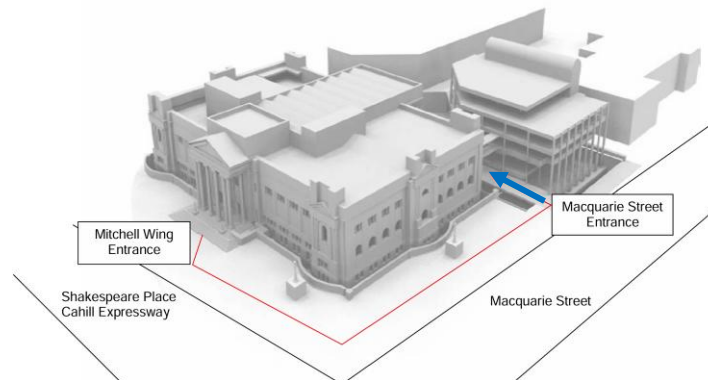 Mitchell Wing
Entrance
Macquarie Street
Entrance
Shakespeare Place
Cahill Expressway
Macquarie Street